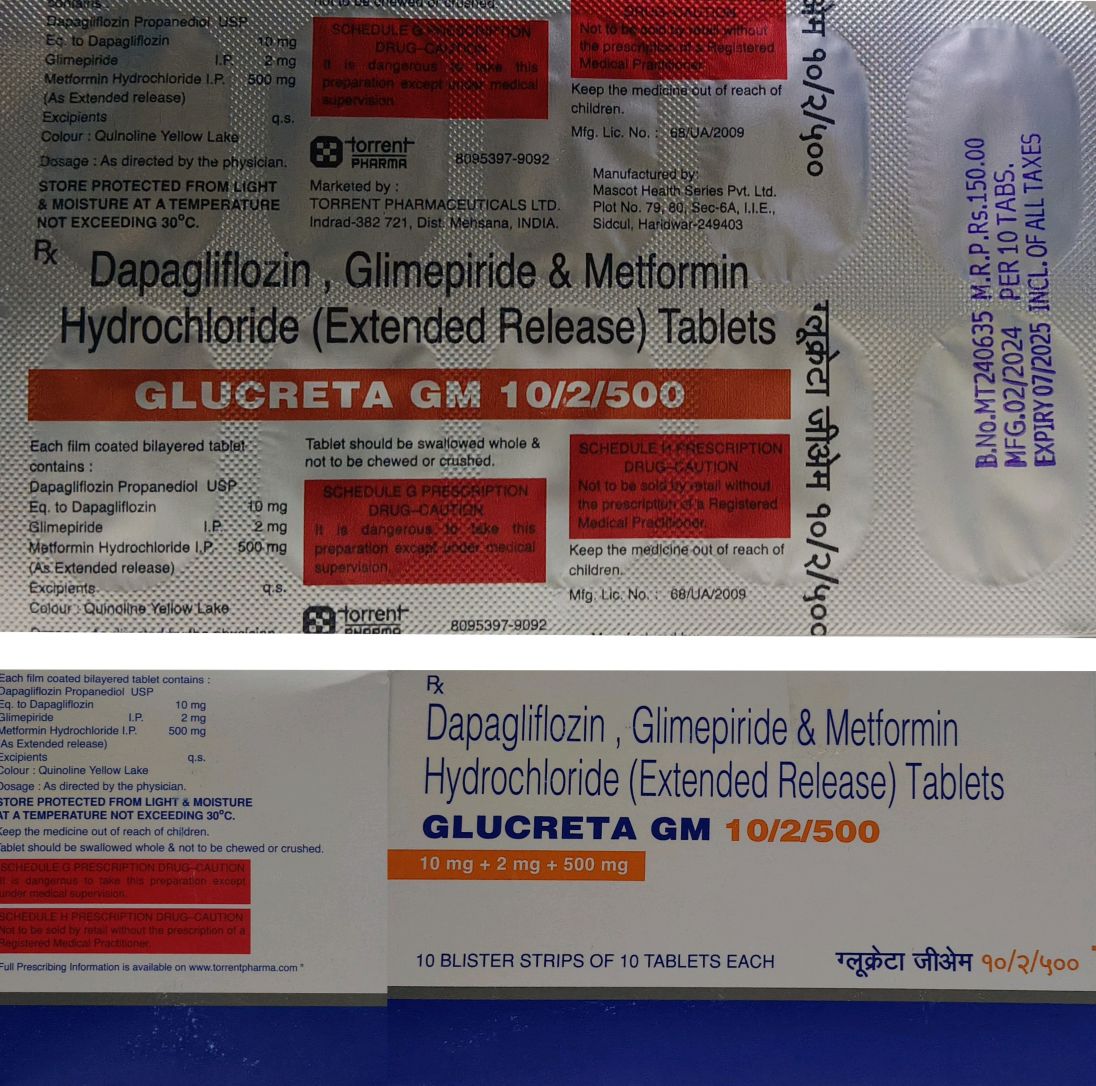 contains :
Dapagliflozin Propanediol USP
Eq. to Dapagliflozin 10 mg
Glimepiride I.P. 2 mg
Metformin Hydrochloride I.P. 500 mg
(As Extended release)
Excipients q.s.
Colour : Quinoline Yellow Lake
Dosage : As directed by the physician.
STORE PROTECTED FROM LIGHT
& MOISTURE AT A TEMPERATURE
NOT EXCEEDING 30°C.
not to be chewed or crushed.
SCHEDULE G PRESCRIPTION
DRUG–CAUTION
It is dangerous to take this
preparation except under medical
supervision.
torrent
PHARMA
8095397-9092
Marketed by :
TORRENT PHARMACEUTICALS LTD.
Indrad-382 721, Dist. Mehsana, INDIA.
DRUG–CAUTION
Not to be sold by retail without
the prescription of a Registered
Medical Practitioner.
Keep the medicine out of reach of
children.
Mfg. Lic. No. : 68/UA/2009
Manufactured by:
Mascot Health Series Pvt. Ltd.
Plot No. 79, 80, Sec-6A, I.I.E.,
Sidcul, Haridwar-249403
१०/२/५००
Rx
Dapagliflozin , Glimepiride & Metformin
Hydrochloride (Extended Release) Tablets
GLUCRETA GM 10/2/500
ग्लूक्रेटा जीअेम १०/२/५००
B.No.MT240635 M.R.P.Rs.150.00
MFG.02/2024 PER 10 TABS.
EXPIRY 07/2025 INCL. OF ALL TAXES
Each film coated bilayered tablet
contains :
Dapagliflozin Propanediol USP
Eq. to Dapagliflozin 10 mg
Glimepiride I.P. 2 mg
Metformin Hydrochloride I.P. 500 mg
(As Extended release)
Excipients q.s.
Colour : Quinoline Yellow Lake
Tablet should be swallowed whole &
not to be chewed or crushed.
SCHEDULE G PRESCRIPTION
DRUG–CAUTION
It is dangerous to take this
preparation except under medical
supervision.
torrent
PHARMA
8095397-9092
SCHEDULE H PRESCRIPTION
DRUG–CAUTION
Not to be sold by retail without
the prescription of a Registered
Medical Practitioner.
Keep the medicine out of reach of
children.
Mfg. Lic. No. : 68/UA/2009
Each film coated bilayered tablet contains :
Dapagliflozin Propanediol USP
Eq. to Dapagliflozin 10 mg
Glimepiride I.P. 2 mg
Metformin Hydrochloride I.P. 500 mg
(As Extended release)
Excipients q.s.
Colour : Quinoline Yellow Lake
Dosage : As directed by the physician.
STORE PROTECTED FROM LIGHT & MOISTURE
AT A TEMPERATURE NOT EXCEEDING 30°C.
Keep the medicine out of reach of children.
Tablet should be swallowed whole & not to be chewed or crushed.
SCHEDULE G PRESCRIPTION DRUG–CAUTION
It is dangerous to take this preparation except
under medical supervision.
SCHEDULE H PRESCRIPTION DRUG–CAUTION
Not to be sold by retail without the prescription of a
Registered Medical Practitioner.
Full Prescribing Information is available on www.torrentpharma.com "
Rx
Dapagliflozin , Glimepiride & Metformin
Hydrochloride (Extended Release) Tablets
GLUCRETA GM 10/2/500
10 mg + 2 mg + 500 mg
10 BLISTER STRIPS OF 10 TABLETS EACH
ग्लूक्रेटा जीअेम १०/२/५००